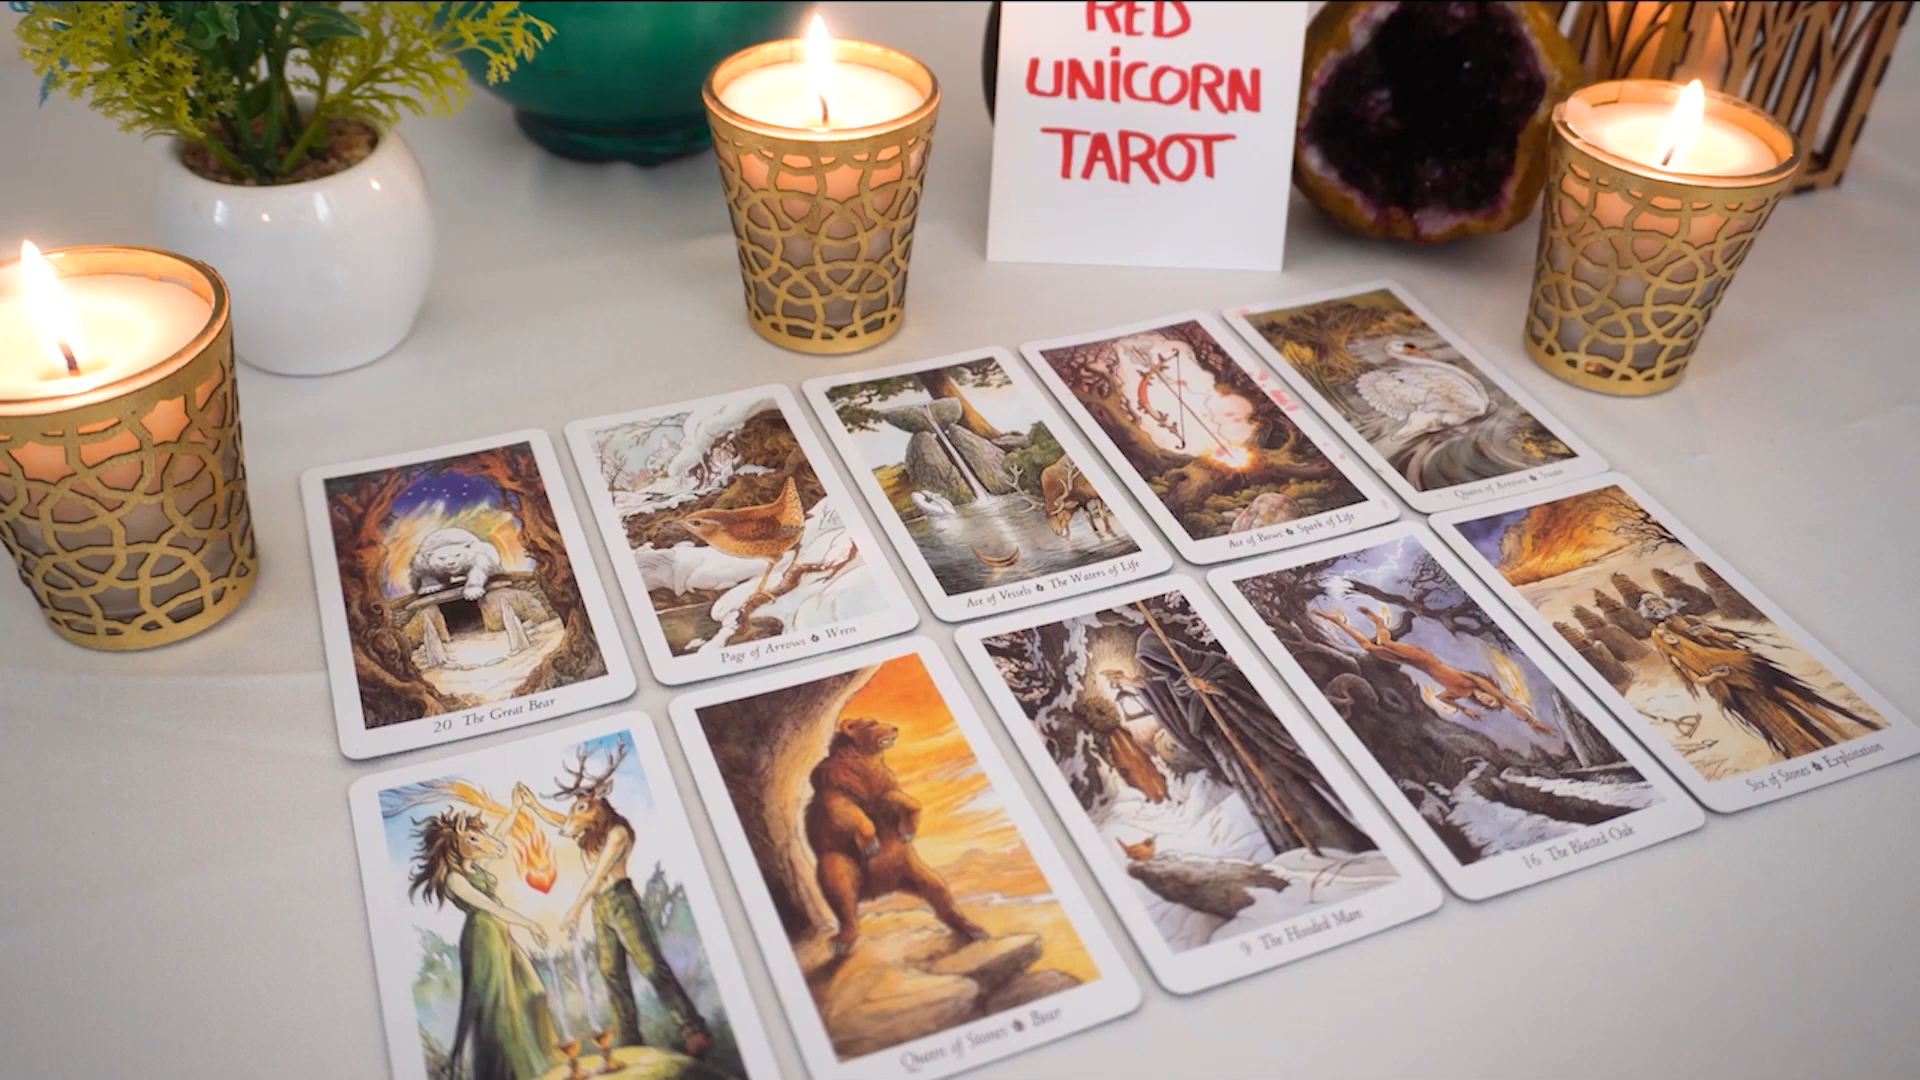 RED
UNiCORN
TAROT
Queen of Arrows Swan
Ace of Bows Spark of Life
Ace of Vessels The Waters of Life
Page of Arrows Wren
20 The Great Bear
Six of Stones Exploitation
16 The Blasted Oak
9 The Hooded Man
Queen of Stones Bear